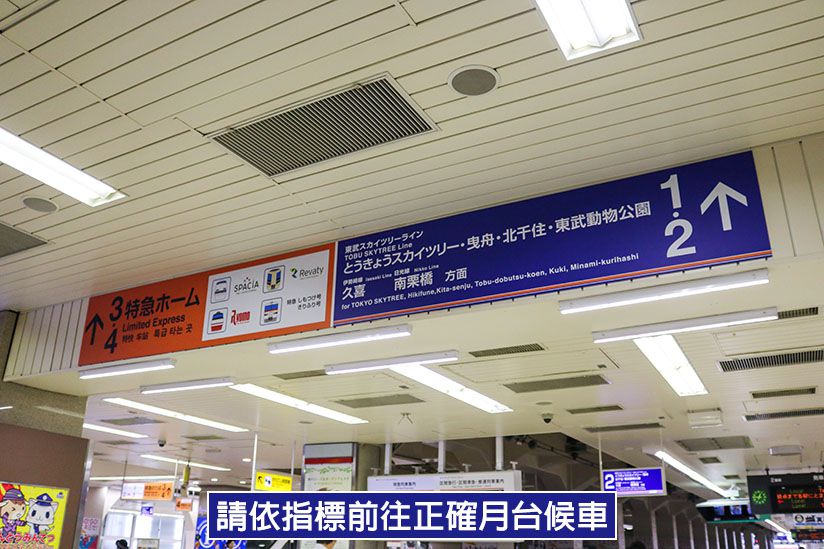 3
4
特急ホーム
Limited Express
特快 车站 특급 타는 곳
SPACIA
Revaty
特急 しもつけ号
きりふり号
東武スカイツリーライン
TOBU SKYTREE Line
とうきょうスカイツリー・曳舟・北千住・東武動物公園
伊勢崎線 Isesaki Line 日光線 Nikko Line
久喜 南栗橋 方面
for TOKYO SKYTREE, Hikifune, Kita-senju, Tobu-dobutsu-koen, Kuki, Minami-kurihashi
1・2
2
請依指標前往正確月台候車